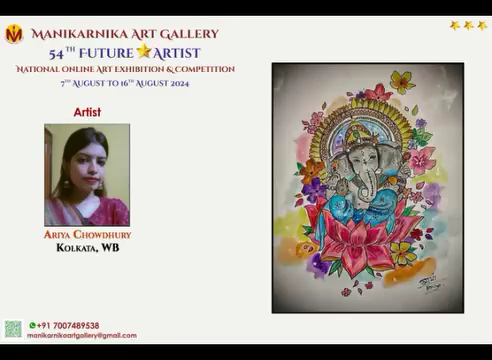 MANIKARNIKA ART GALLERY
54TH FUTURE ARTIST
NATIONAL ONLINE ART EXHIBITION & COMPETITION
7TH AUGUST TO 16TH AUGUST 2024
Artist
ARIYA CHOWDHURY
KOLKATA, WB
+91 7007489538
manikarnikaartgallery@gmail.com